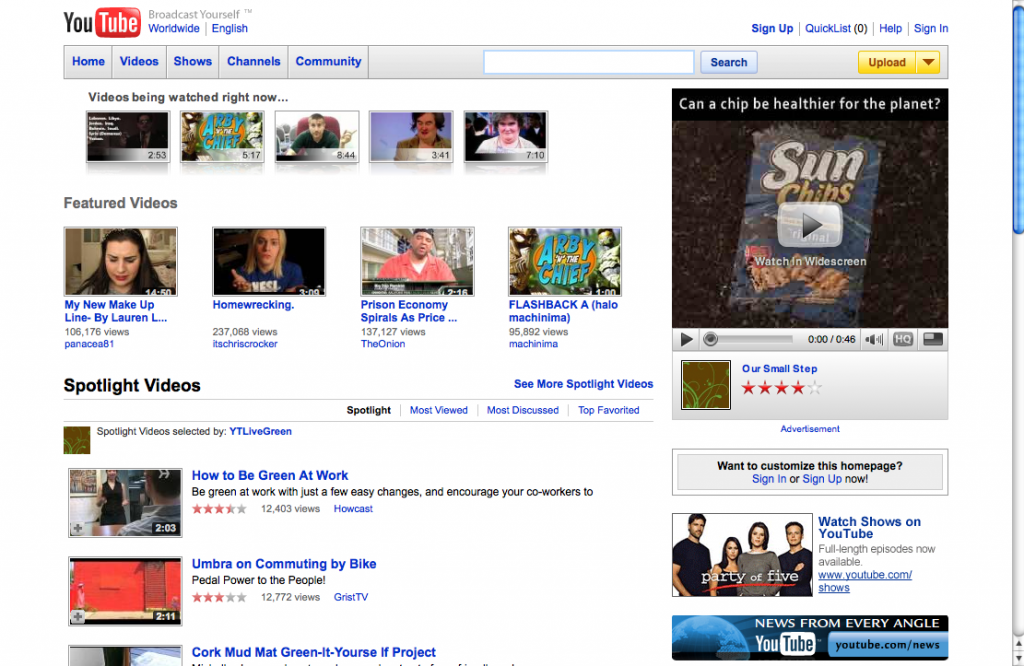 YouTube Broadcast Yourself ™
Worldwide | English
Sign Up | QuickList (0) | Help | Sign In
Home Videos Shows Channels Community Search Upload
Videos being watched right now...
2:53 5:17 8:44 3:41 7:10
ARBY 'N' THE CHIEF
Featured Videos
14:50 3:09 2:16 1:00
ARBY 'N' THE CHIEF
My New Make Up Line- By Lauren L...
106,176 views
panacea81
Homewrecking.
237,068 views
itschriscrocker
Prison Economy Spirals As Price ...
137,127 views
TheOnion
FLASHBACK A (halo machinima)
95,892 views
machinima
Spotlight Videos
See More Spotlight Videos
Spotlight | Most Viewed | Most Discussed | Top Favorited
Spotlight Videos selected by: YTLiveGreen
How to Be Green At Work
Be green at work with just a few easy changes, and encourage your co-workers to
12,403 views Howcast
2:03
Umbra on Commuting by Bike
Pedal Power to the People!
12,772 views GristTV
2:11
Cork Mud Mat Green-It-Yourse If Project
Can a chip be healthier for the planet?
Sun
Chips
Original
Watch in Widescreen
0:00 / 0:46 HQ
Our Small Step
Advertisement
Want to customize this homepage?
Sign In or Sign Up now!
party of five
Watch Shows on YouTube
Full-length episodes now available.
www.youtube.com/
shows
NEWS FROM EVERY ANGLE
YouTube youtube.com/news